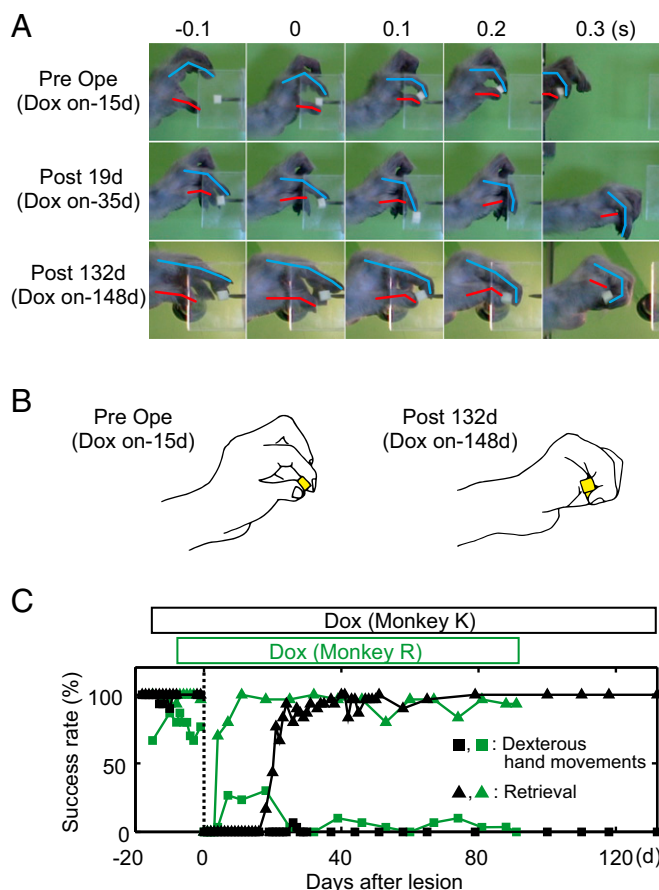 A
-0.1 0 0.1 0.2 0.3 (s)
Pre Ope
(Dox on-15d)
Post 19d
(Dox on-35d)
Post 132d
(Dox on-148d)
B
Pre Ope
(Dox on-15d)
Post 132d
(Dox on-148d)
C
Dox (Monkey K)
Dox (Monkey R)
Success rate (%)
100
0
, : Dexterous
hand movements
, : Retrieval
-20 0 40 80 (d)
Days after lesion